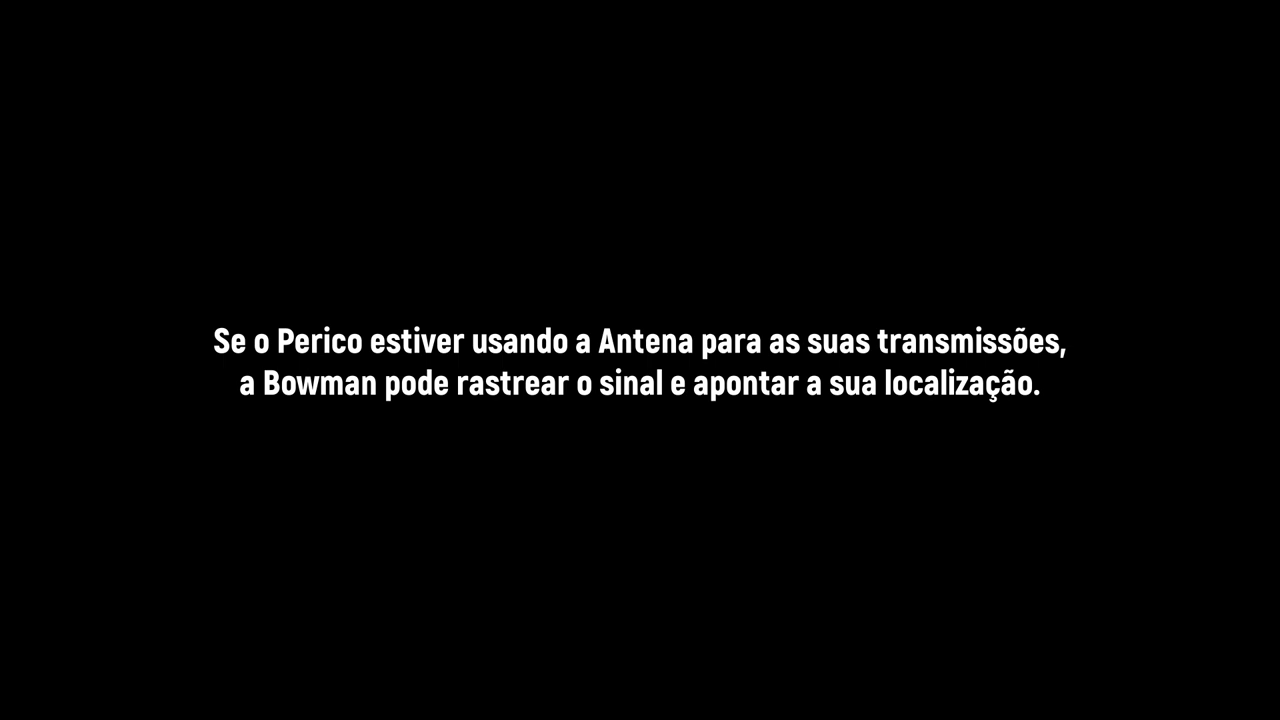 Se o Perico estiver usando a Antena para as suas transmissões,
a Bowman pode rastrear o sinal e apontar a sua localização.